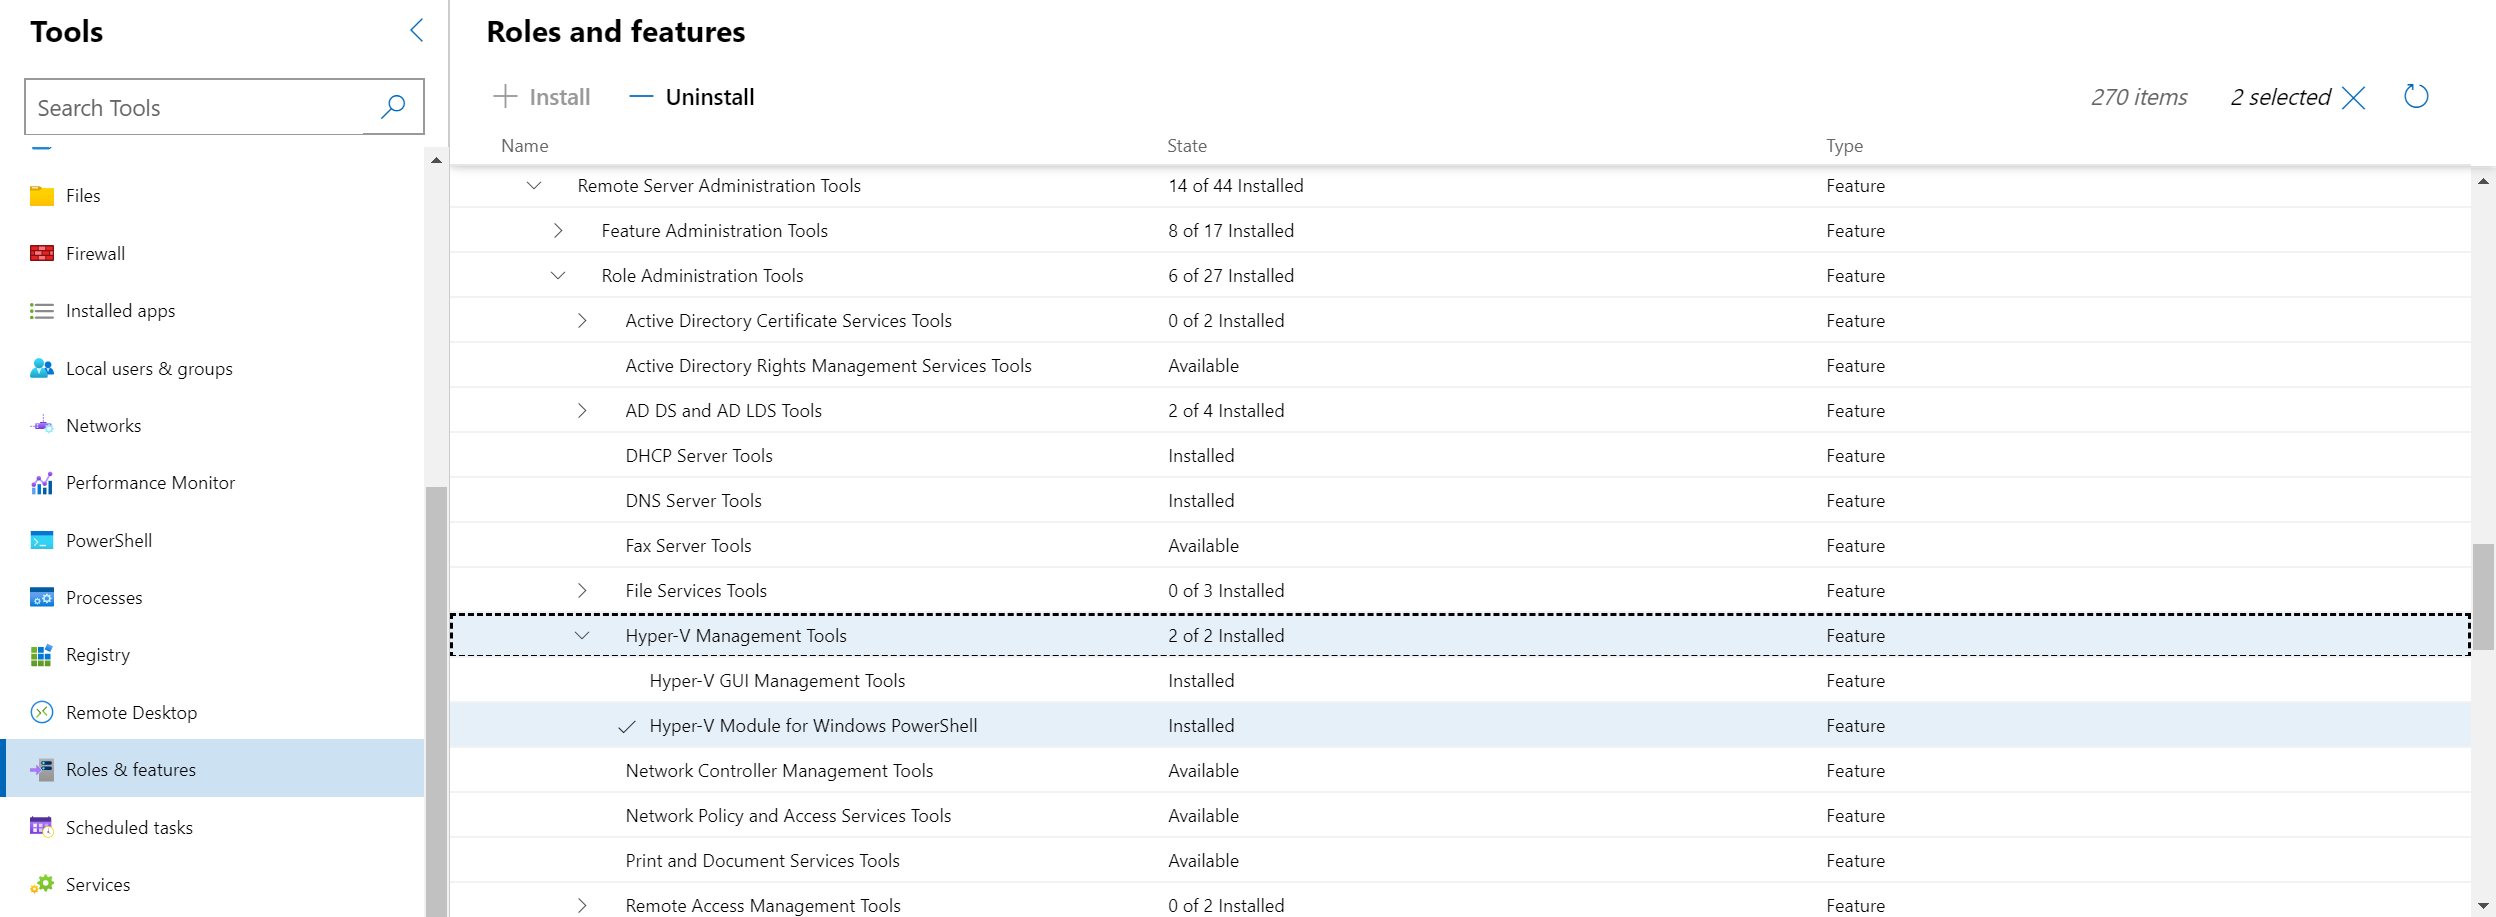 Tools
Search Tools
Files
Firewall
Installed apps
Local users & groups
Networks
Performance Monitor
PowerShell
Processes
Registry
Remote Desktop
Roles & features
Scheduled tasks
Services
Roles and features
Install Uninstall 270 items 2 selected
Name State Type
Remote Server Administration Tools 14 of 44 Installed Feature
Feature Administration Tools 8 of 17 Installed Feature
Role Administration Tools 6 of 27 Installed Feature
Active Directory Certificate Services Tools 0 of 2 Installed Feature
Active Directory Rights Management Services Tools Available Feature
AD DS and AD LDS Tools 2 of 4 Installed Feature
DHCP Server Tools Installed Feature
DNS Server Tools Installed Feature
Fax Server Tools Available Feature
File Services Tools 0 of 3 Installed Feature
Hyper-V Management Tools 2 of 2 Installed Feature
Hyper-V GUI Management Tools Installed Feature
Hyper-V Module for Windows PowerShell Installed Feature
Network Controller Management Tools Available Feature
Network Policy and Access Services Tools Available Feature
Print and Document Services Tools Available Feature
Remote Access Management Tools 0 of 2 Installed Feature